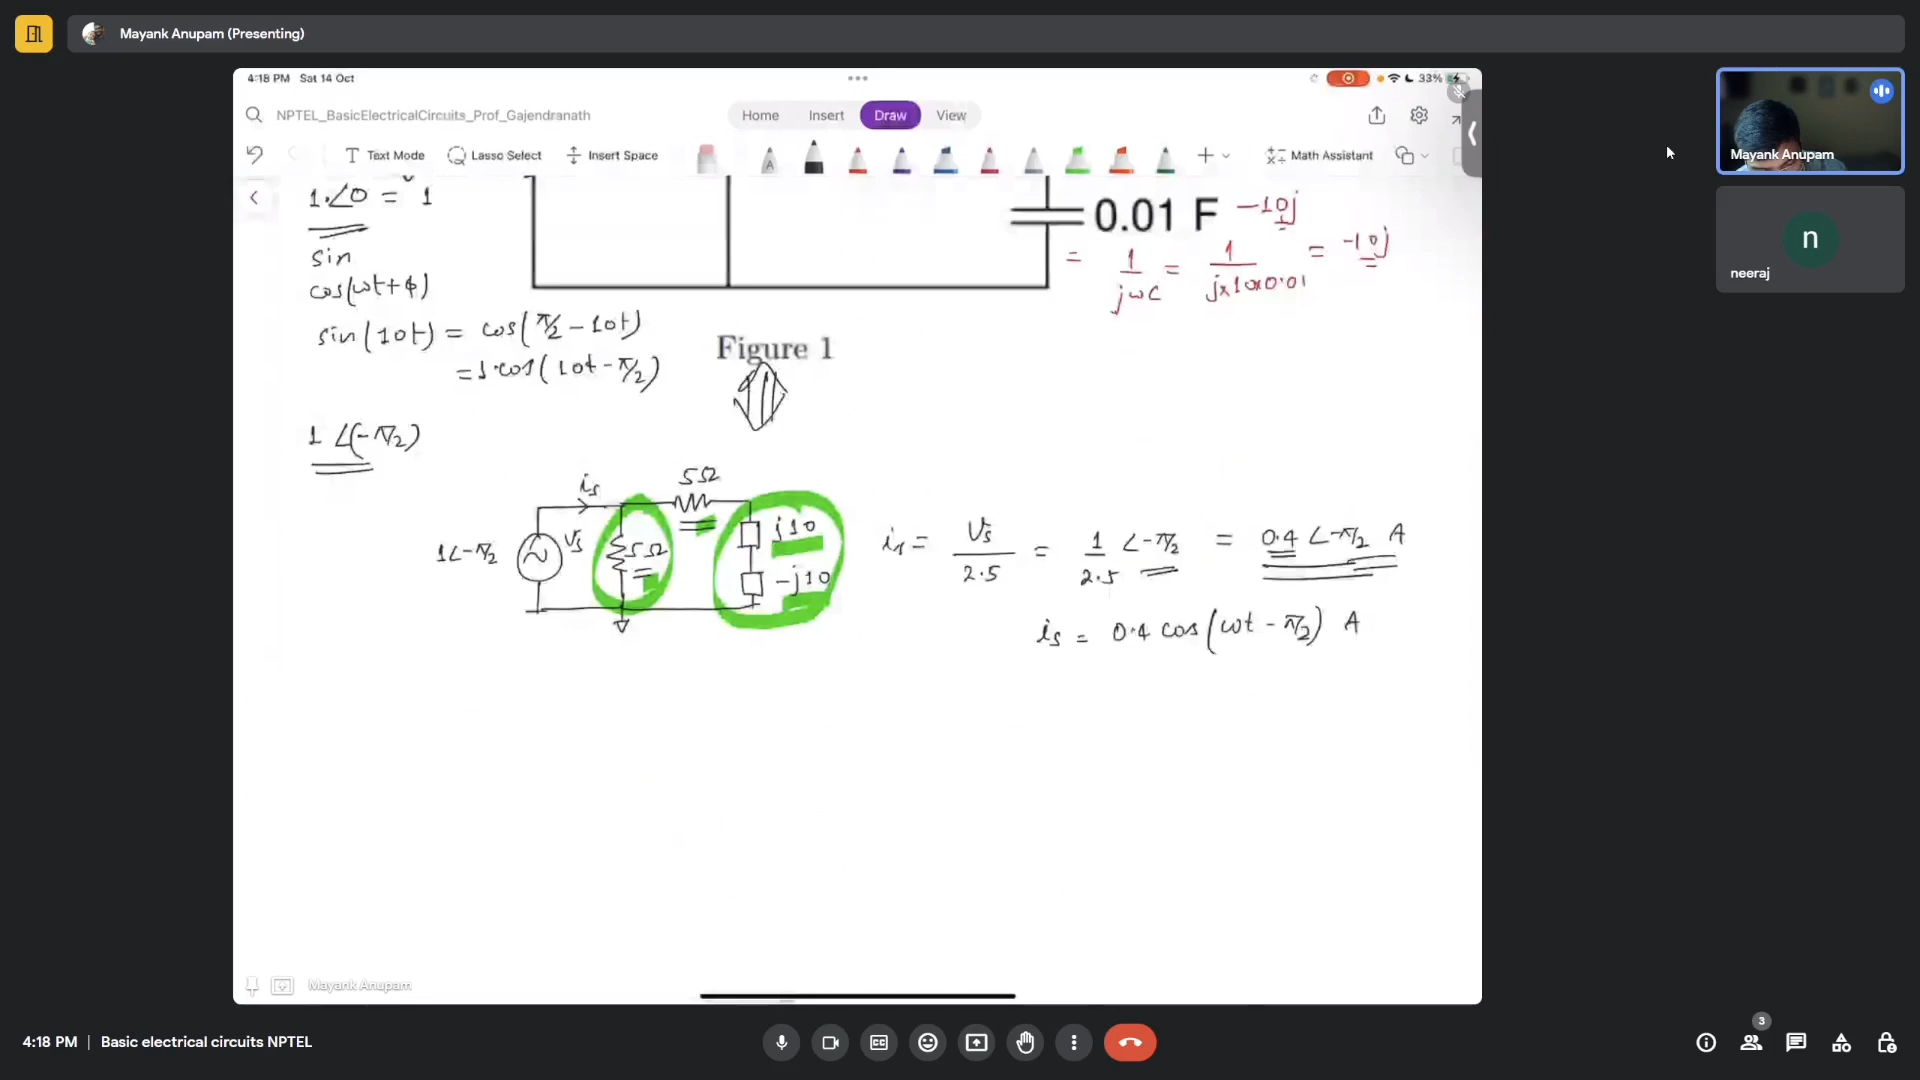 Mayank Anupam (Presenting)
4:18 PM Sat 14 Oct
33%
NPTEL_BasicElectricalCircuits_Prof_Gajendranath
Home Insert Draw View
Text Mode Lasso Select Insert Space Math Assistant
Mayank Anupam
n
neeraj
1∠0 = 1
sin
cos(ωt+φ)
sin(10t) = cos(π/2 - 10t)
= 1·cos(10t - π/2)
1 ∠(-π/2)
0.01 F -10j
= 1/jωC = 1/j×10×0.01 = -10j
Figure 1
is
5Ω
1∠-π/2
Vs
5Ω
j10
-j10
is = Vs/2.5 = 1/2.5 ∠-π/2 = 0.4 ∠-π/2 A
is = 0.4 cos(ωt - π/2) A
Mayank Anupam
4:18 PM | Basic electrical circuits NPTEL
3